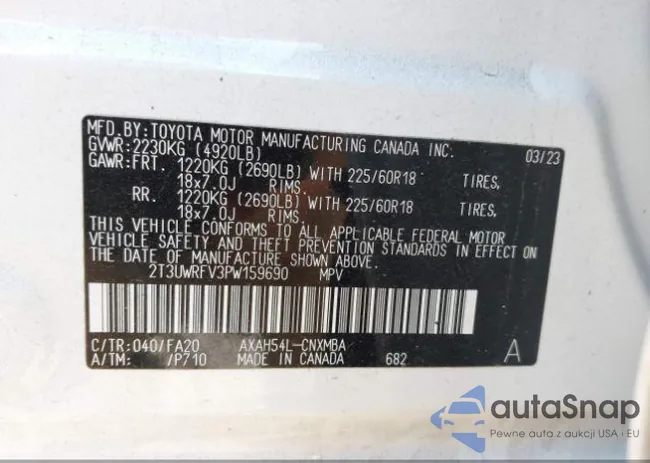 MFD.BY:TOYOTA MOTOR MANUFACTURING CANADA INC. 03/23
GVWR:2230KG (4920LB)
GAWR:FRT. 1220KG (2690LB) WITH 225/60R18 TIRES,
18x7.0J RIMS.
RR. 1220KG (2690LB) WITH 225/60R18 TIRES,
18x7.0J RIMS.
THIS VEHICLE CONFORMS TO ALL APPLICABLE FEDERAL MOTOR
VEHICLE SAFETY AND THEFT PREVENTION STANDARDS IN EFFECT ON
THE DATE OF MANUFACTURE SHOWN ABOVE.
2T3UWRFV3PW159690 MPV
C/TR:040/FA20 AXAH54L-CNXMBA
A/TM: /P710 MADE IN CANADA 682 A
autaSnap
Pewne auta z aukcji USA i EU